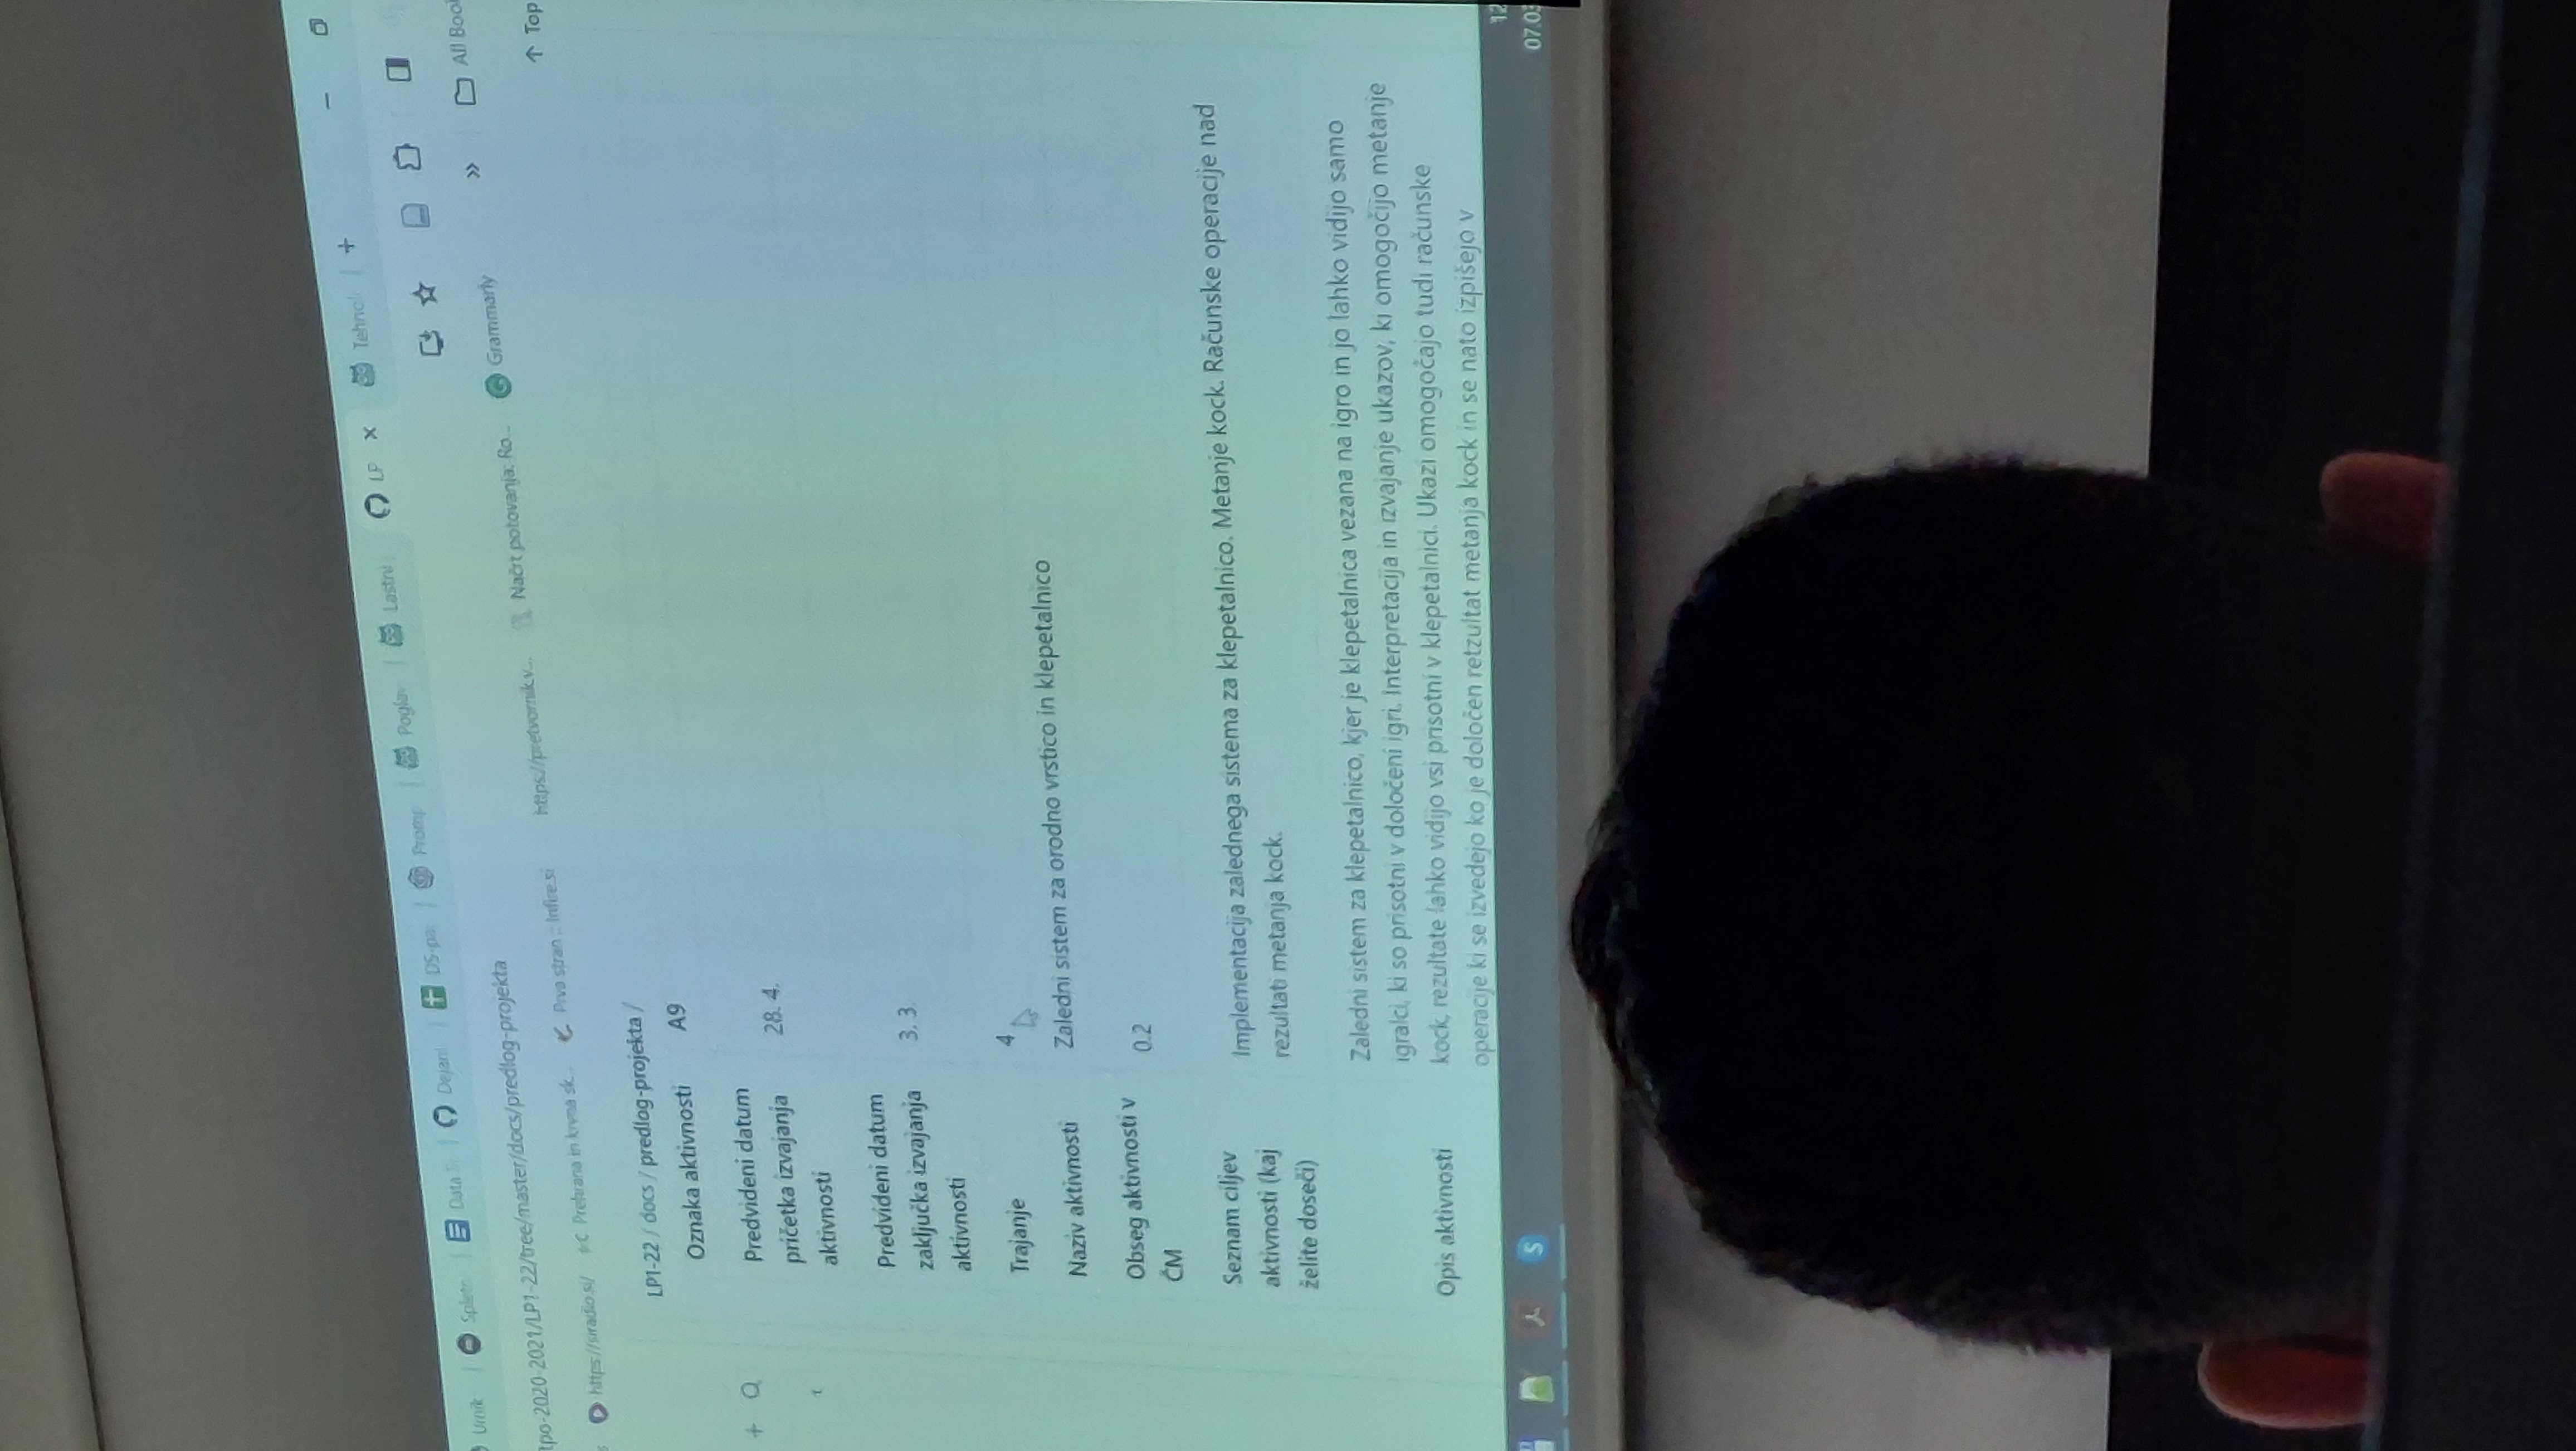 Urnik
Spletn
Data S
Dejan
DS-pa
Promp
Poglav
Lastni
LP
Tehnol
tpo-2020-2021/LP1-22/tree/master/docs/predlog-projekta
https://siradio.si/
Prehrana in krvna sk...
Prva stran :: Infire.si
https://pretvornik.v...
Načrt potovanja: Ro...
Grammarly
»
All Boo
Top
LP1-22 / docs / predlog-projekta /
Oznaka aktivnosti A9
Predvideni datum
pričetka izvajanja 28. 4.
aktivnosti
Predvideni datum
zaključka izvajanja 3. 3.
aktivnosti
Trajanje 4
Naziv aktivnosti Zaledni sistem za orodno vrstico in klepetalnico
Obseg aktivnosti v
ČM 0.2
Seznam ciljev
aktivnosti (kaj
želite doseči)
Implementacija zalednega sistema za klepetalnico. Metanje kock. Računske operacije nad
rezultati metanja kock.
Opis aktivnosti
Zaledni sistem za klepetalnico, kjer je klepetalnica vezana na igro in jo lahko vidijo samo
igralci, ki so prisotni v določeni igri. Interpretacija in izvajanje ukazov, ki omogočijo metanje
kock, rezultate lahko vidijo vsi prisotni v klepetalnici. Ukazi omogočajo tudi računske
operacije ki se izvedejo ko je določen retzultat metanja kock in se nato izpišejo v
12
07.03